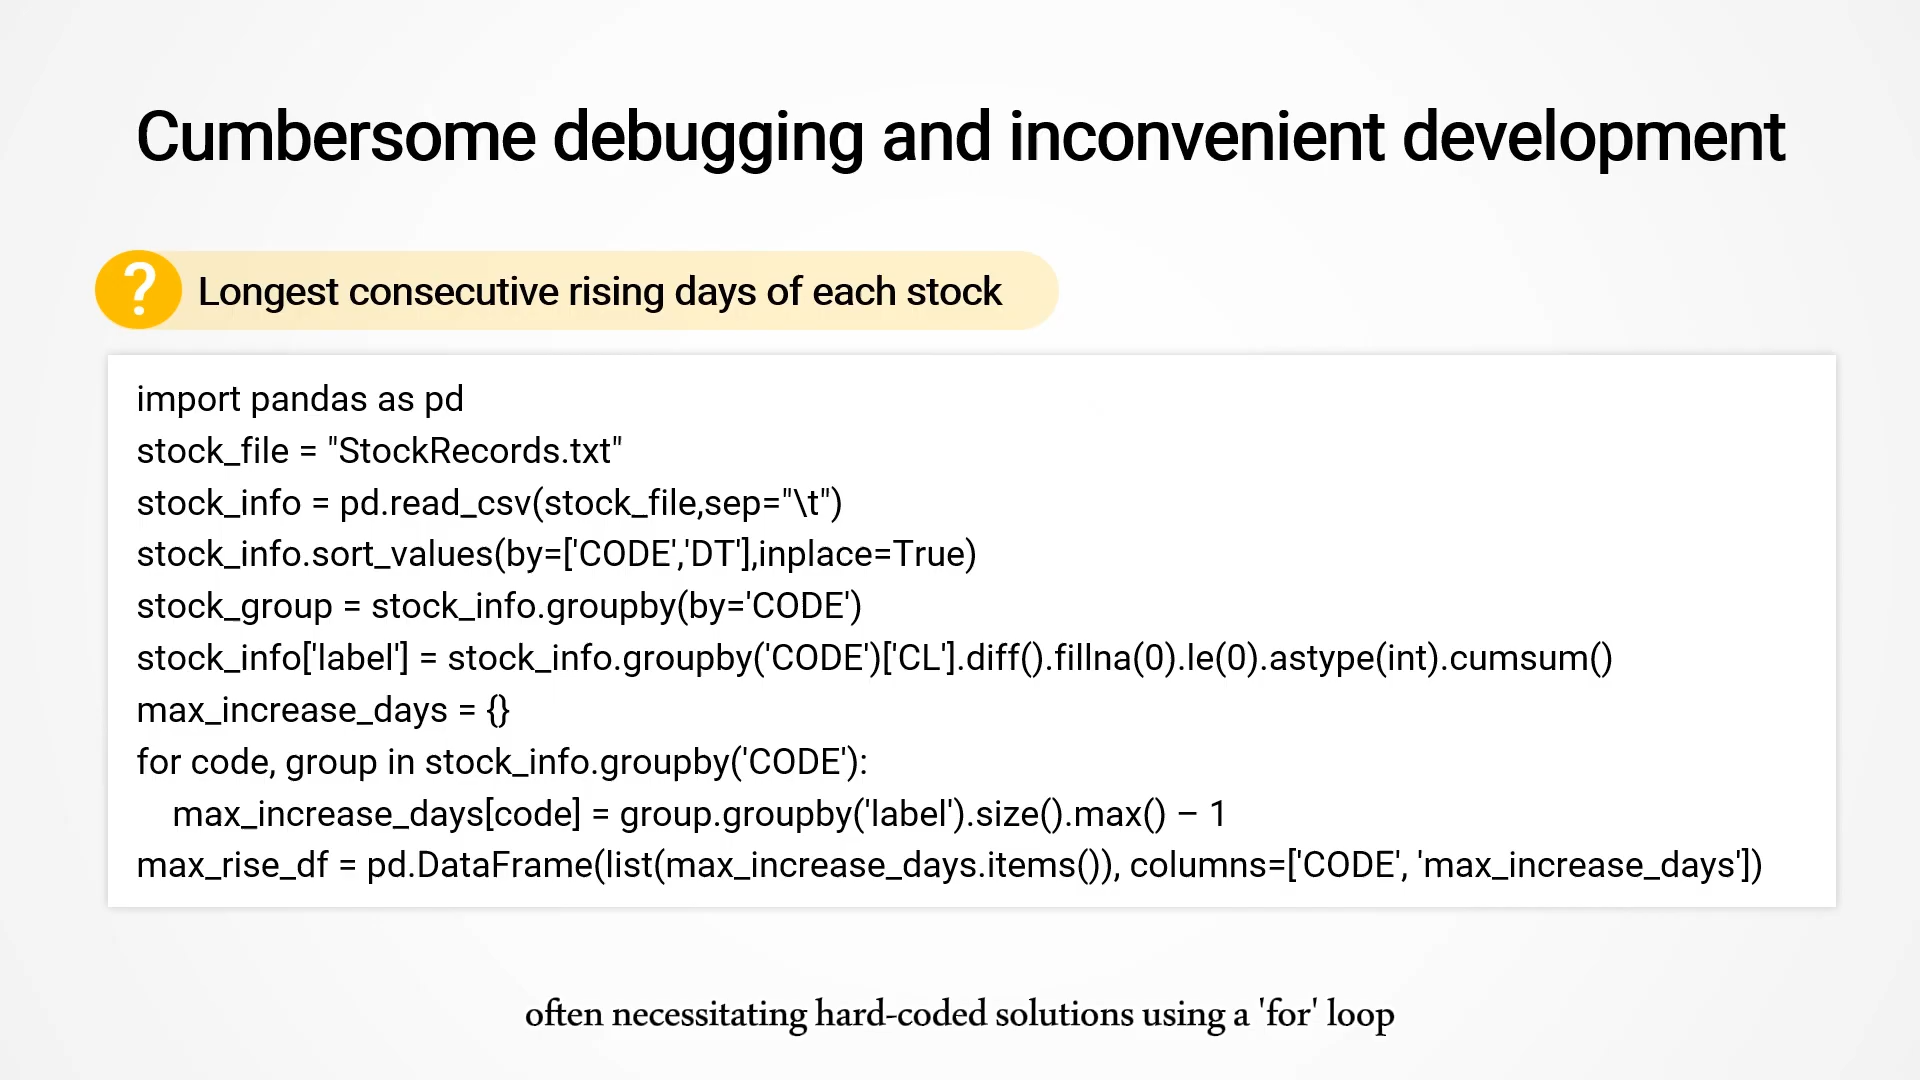 Cumbersome debugging and inconvenient development
? Longest consecutive rising days of each stock
import pandas as pd
stock_file = "StockRecords.txt"
stock_info = pd.read_csv(stock_file,sep="\t")
stock_info.sort_values(by=['CODE','DT'],inplace=True)
stock_group = stock_info.groupby(by='CODE')
stock_info['label'] = stock_info.groupby('CODE')['CL'].diff().fillna(0).le(0).astype(int).cumsum()
max_increase_days = {}
for code, group in stock_info.groupby('CODE'):
    max_increase_days[code] = group.groupby('label').size().max() – 1
max_rise_df = pd.DataFrame(list(max_increase_days.items()), columns=['CODE', 'max_increase_days'])
often necessitating hard-coded solutions using a 'for' loop